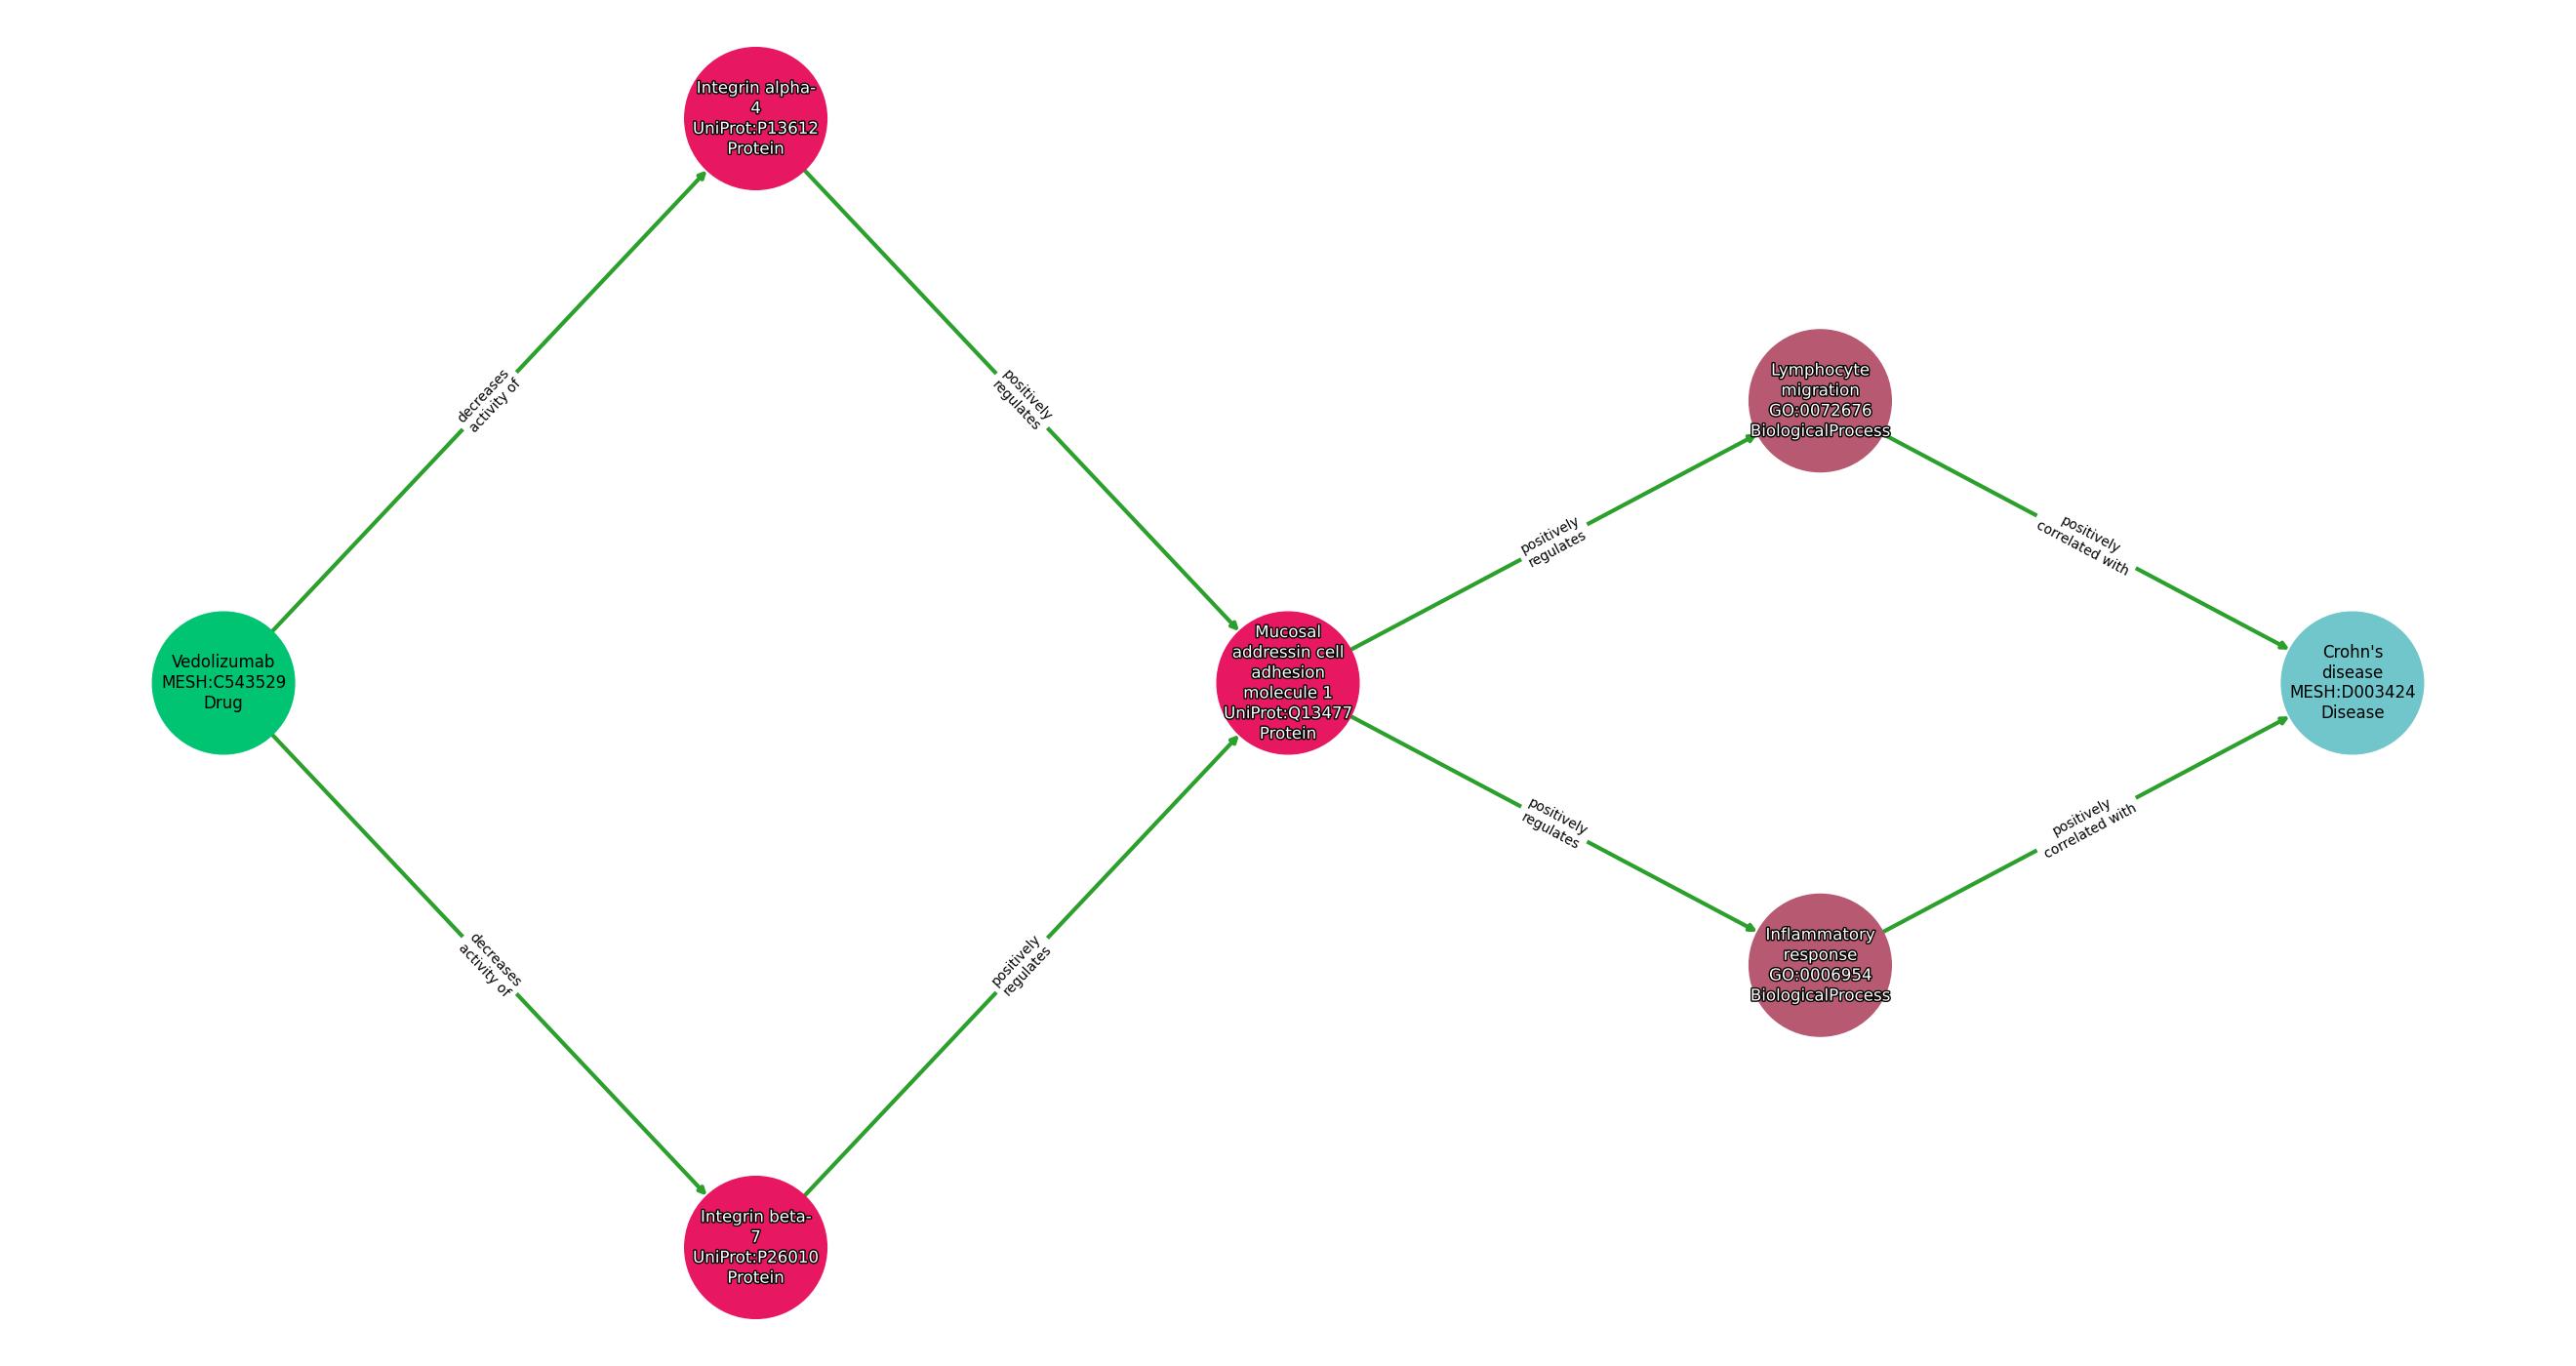 Integrin alpha-
4
UniProt:P13612
Protein
decreases
activity of
positively
regulates
Lymphocyte
migration
GO:0072676
BiologicalProcess
positively
regulates
positively
correlated with
Vedolizumab
MESH:C543529
Drug
Mucosal
addressin cell
adhesion
molecule 1
UniProt:Q13477
Protein
Crohn's
disease
MESH:D003424
Disease
positively
regulates
positively
correlated with
decreases
activity of
positively
regulates
Inflammatory
response
GO:0006954
BiologicalProcess
Integrin beta-
7
UniProt:P26010
Protein